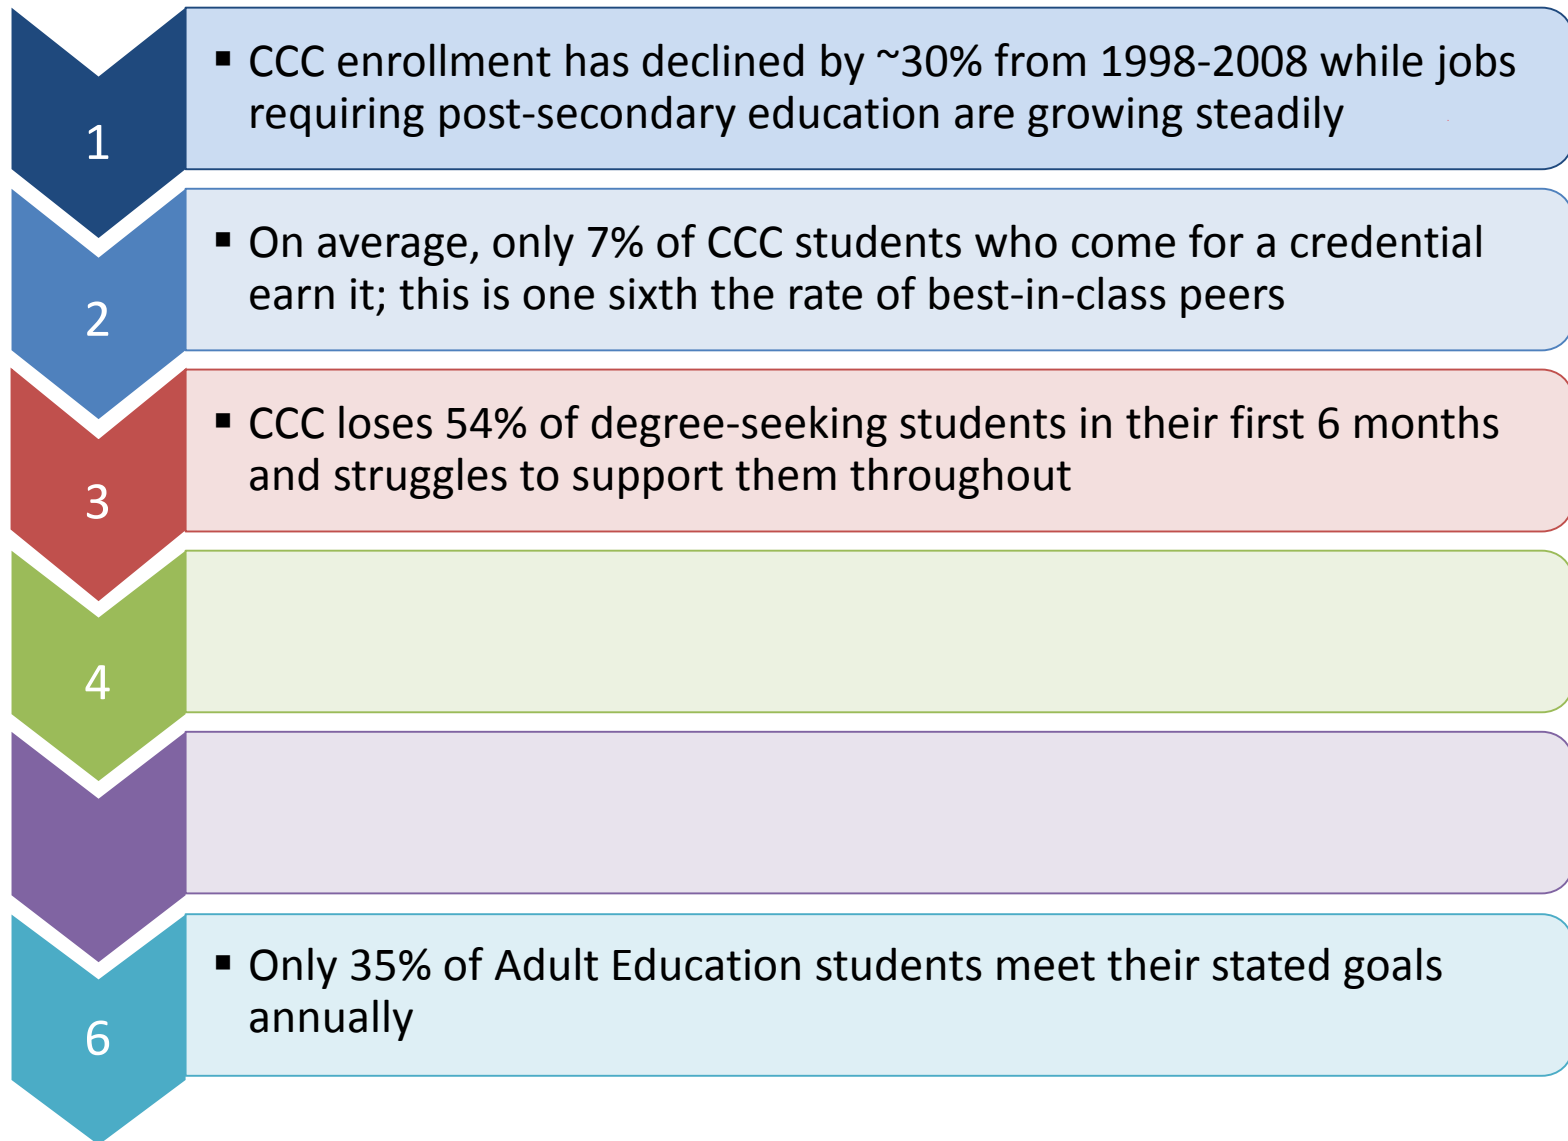 1
▪ CCC enrollment has declined by ~30% from 1998-2008 while jobs
requiring post-secondary education are growing steadily
2
▪ On average, only 7% of CCC students who come for a credential
earn it; this is one sixth the rate of best-in-class peers
3
▪ CCC loses 54% of degree-seeking students in their first 6 months
and struggles to support them throughout
4
6
▪ Only 35% of Adult Education students meet their stated goals
annually